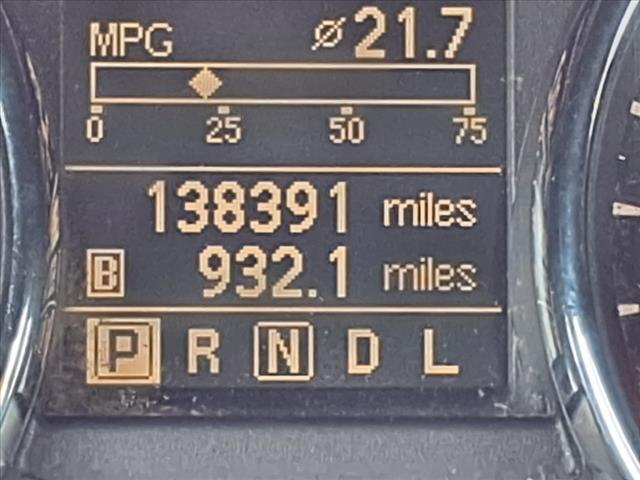 MPG ⌀21.7
0 25 50 75
138391 miles
B 932.1 miles
P R N D L